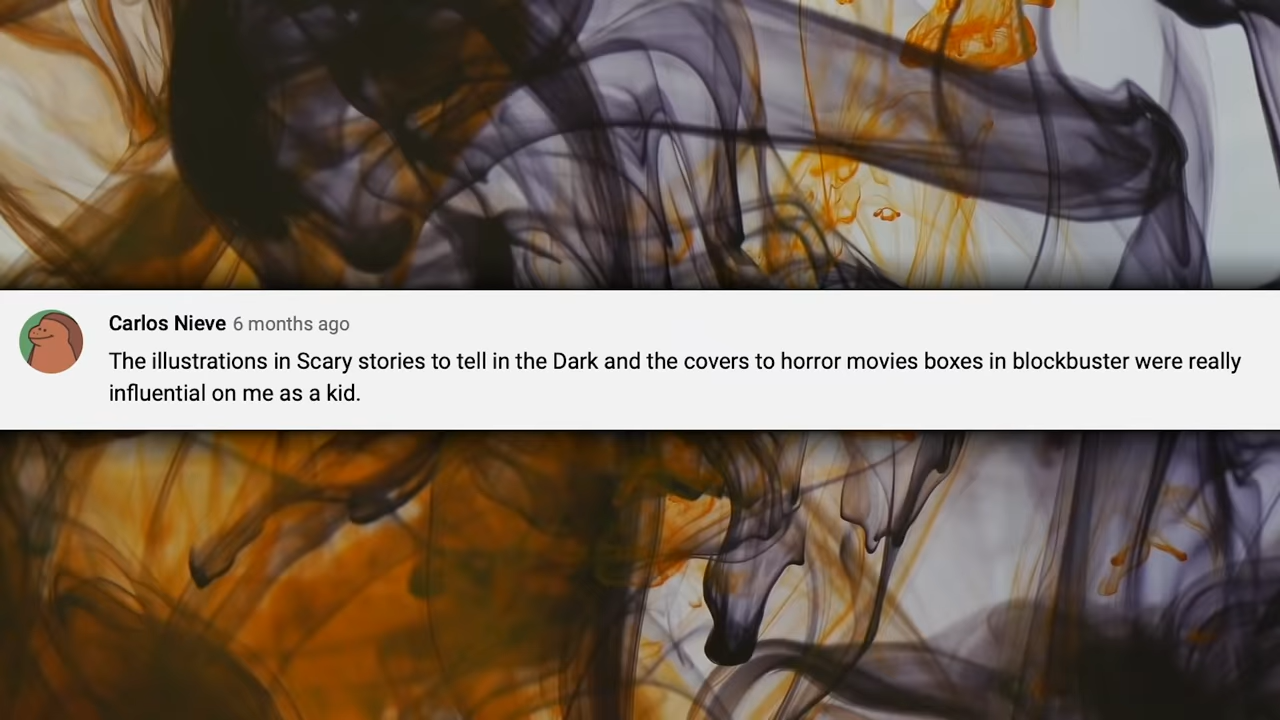 Carlos Nieve 6 months ago
The illustrations in Scary stories to tell in the Dark and the covers to horror movies boxes in blockbuster were really
influential on me as a kid.